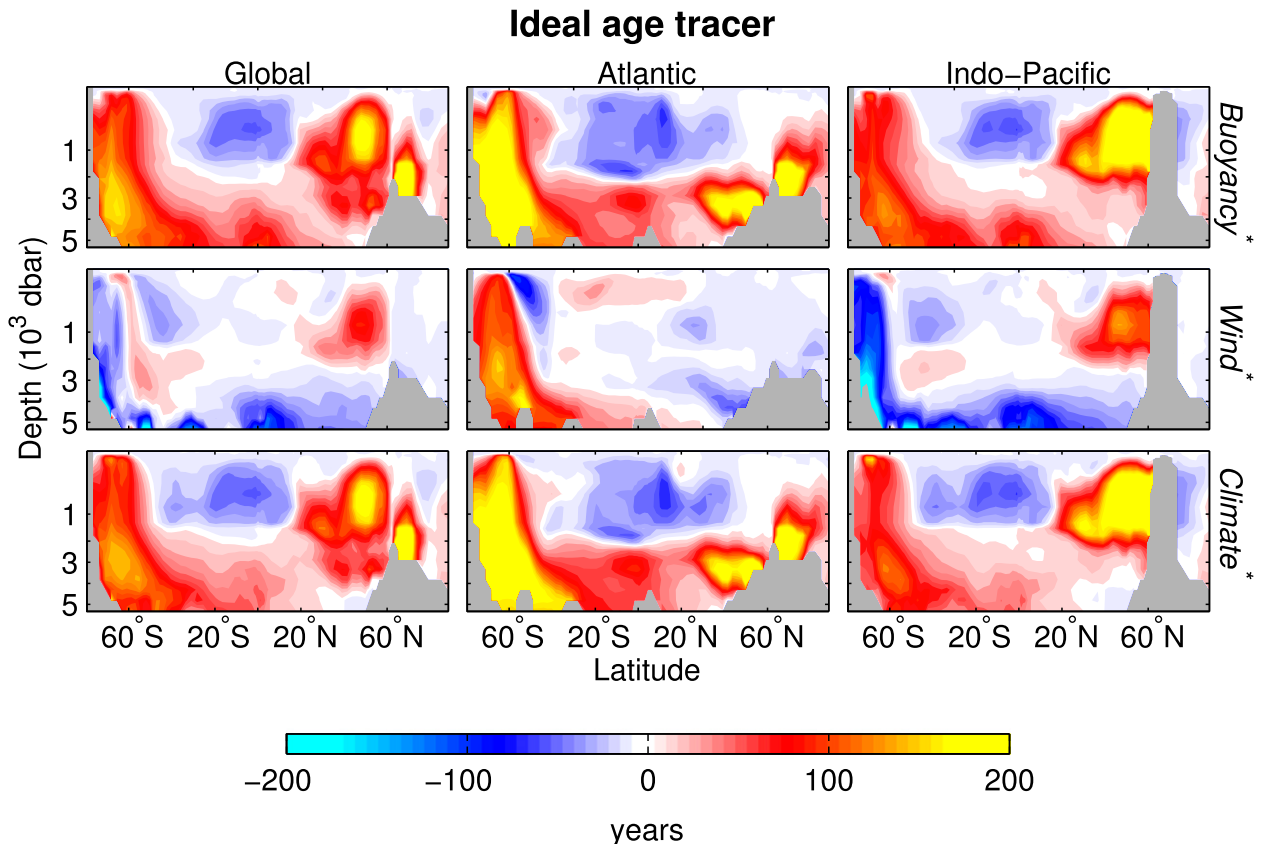 Ideal age tracer
Global
Atlantic
Indo−Pacific
1
3
5
Buoyancy*
1
3
5
Wind*
1
3
5
Climate*
Depth (10³ dbar)
60°S 20°S 20°N 60°N
60°S 20°S 20°N 60°N
60°S 20°S 20°N 60°N
Latitude
−200 −100 0 100 200
years